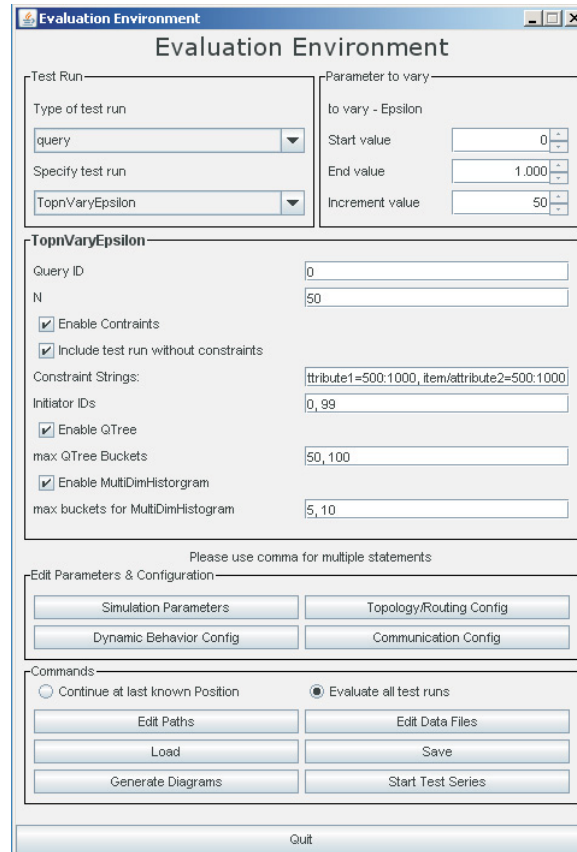 Evaluation Environment
Evaluation Environment
Test Run
Type of test run
query
Specify test run
TopnVaryEpsilon
Parameter to vary
to vary - Epsilon
Start value 0
End value 1.000
Increment value 50
TopnVaryEpsilon
Query ID 0
N 50
Enable Contraints
Include test run without constraints
Constraint Strings: ttribute1=500:1000, item/attribute2=500:1000
Initiator IDs 0, 99
Enable QTree
max QTree Buckets 50, 100
Enable MultiDimHistorgram
max buckets for MultiDimHistogram 5, 10
Please use comma for multiple statements
Edit Parameters & Configuration
Simulation Parameters Topology/Routing Config
Dynamic Behavior Config Communication Config
Commands
Continue at last known Position Evaluate all test runs
Edit Paths Edit Data Files
Load Save
Generate Diagrams Start Test Series
Quit